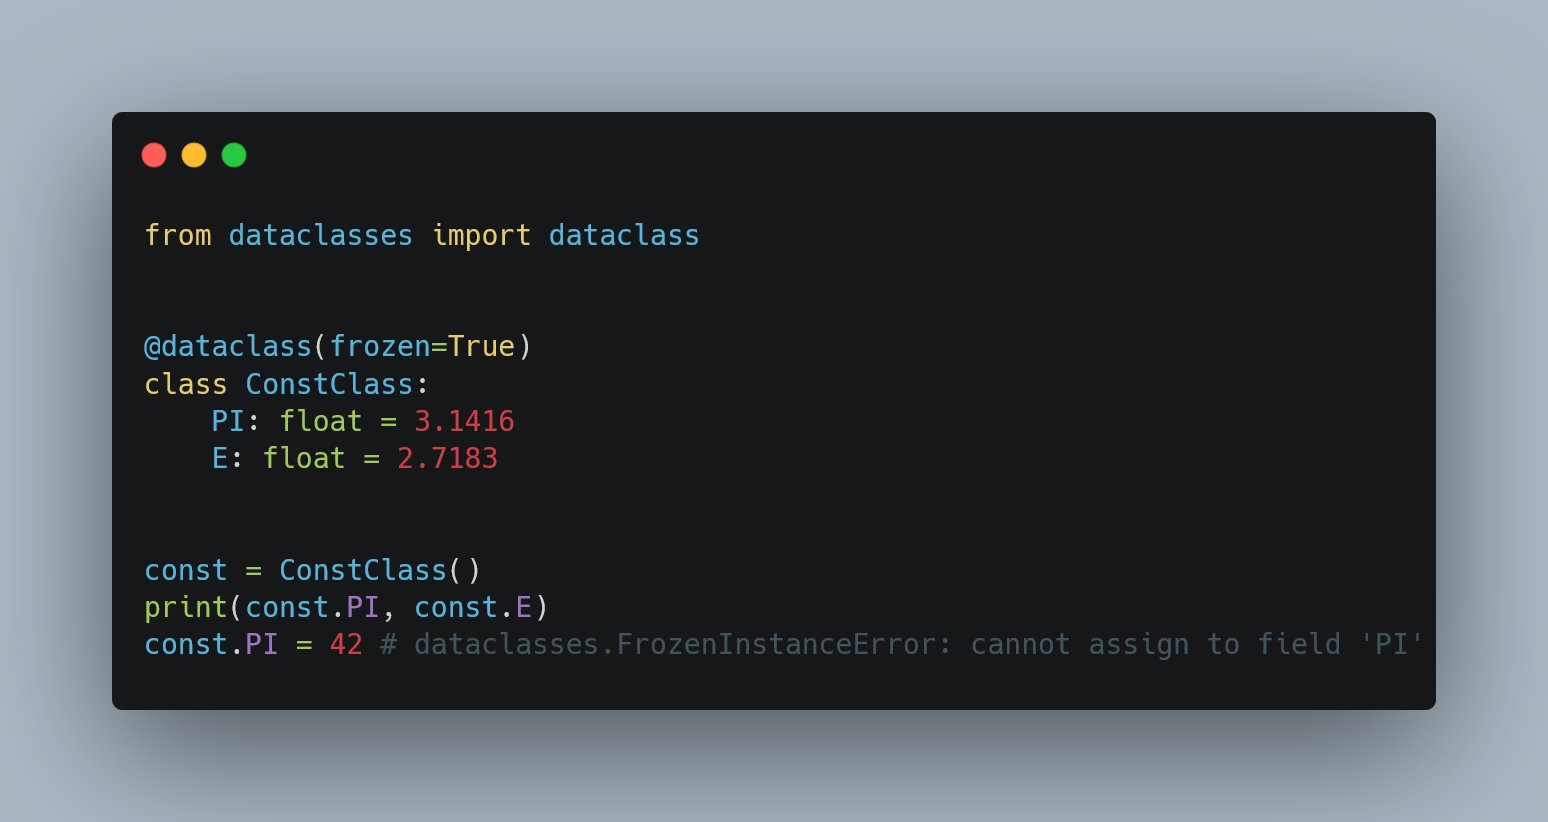 from dataclasses import dataclass
@dataclass(frozen=True)
class ConstClass:
    PI: float = 3.1416
    E: float = 2.7183
const = ConstClass()
print(const.PI, const.E)
const.PI = 42 # dataclasses.FrozenInstanceError: cannot assign to field 'PI'